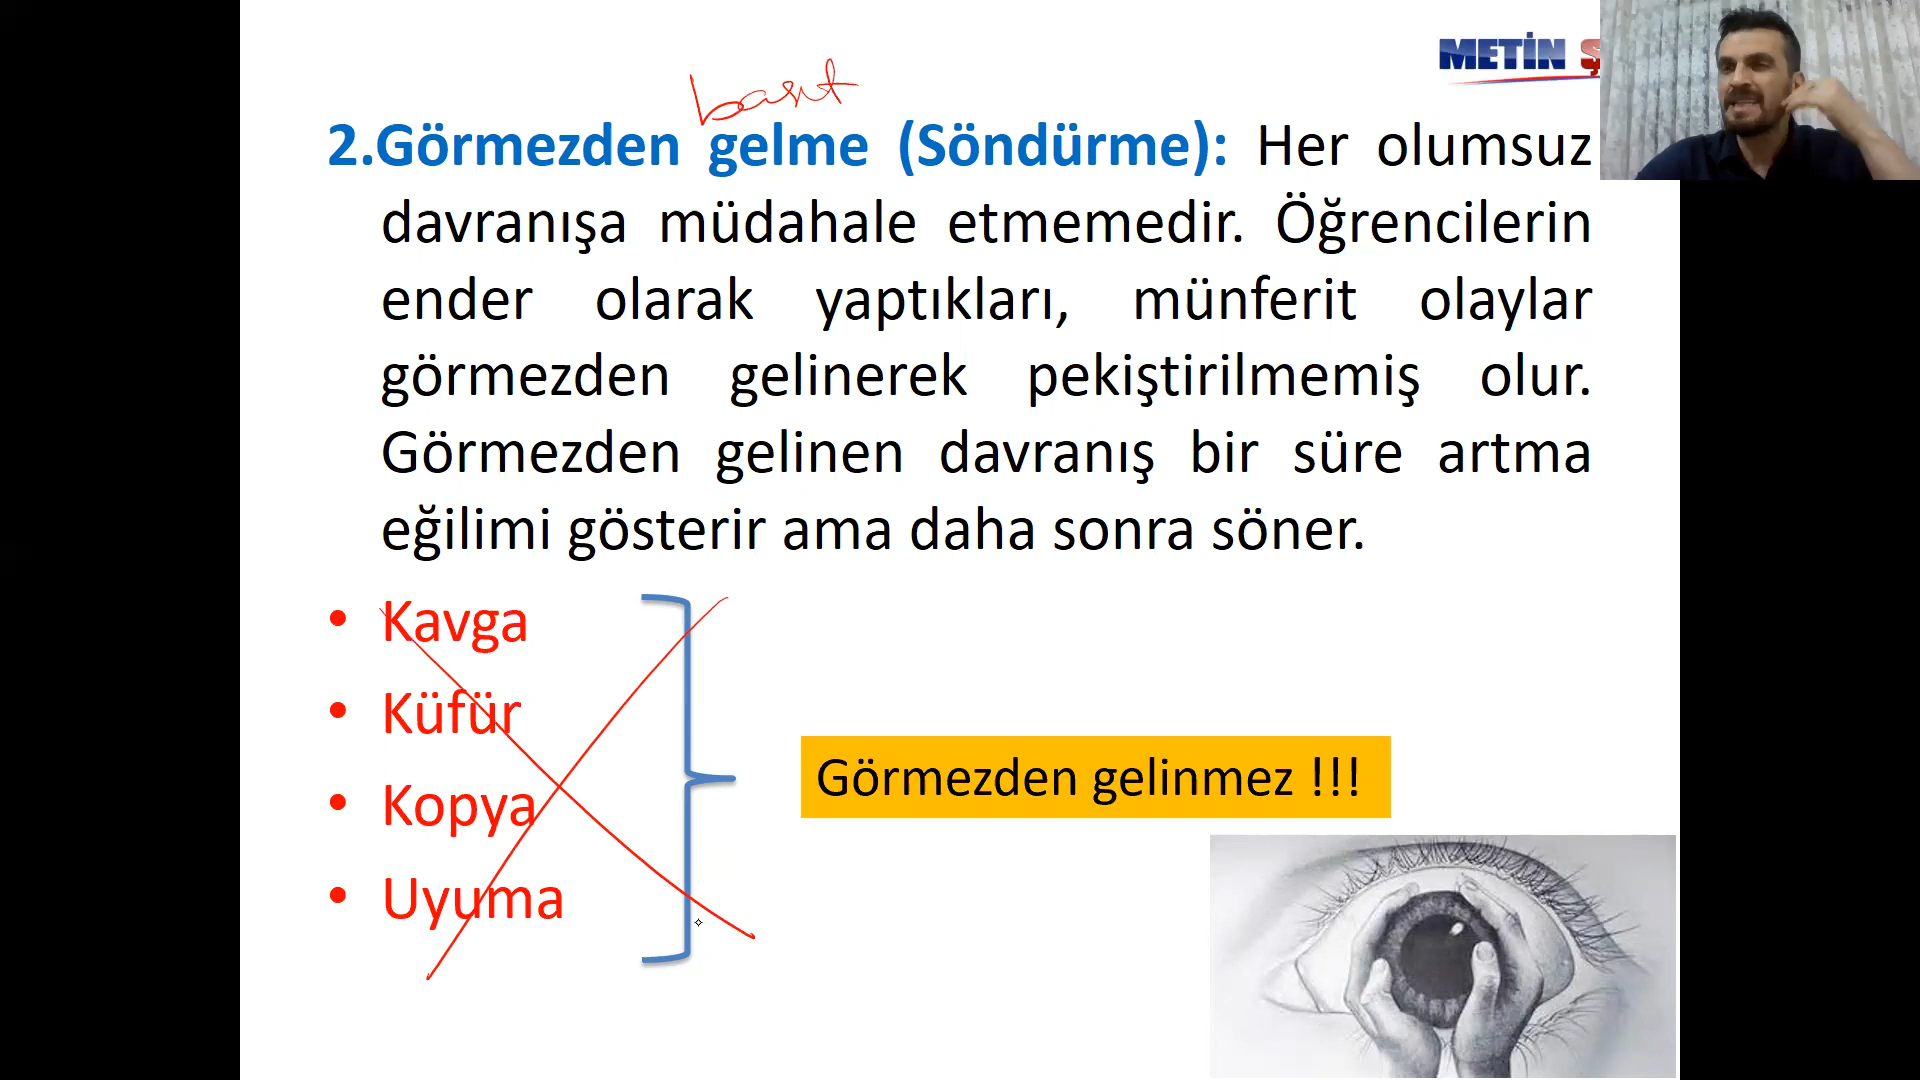 METİN Ş
basit
2.Görmezden gelme (Söndürme): Her olumsuz
davranışa müdahale etmemedir. Öğrencilerin
ender olarak yaptıkları, münferit olaylar
görmezden gelinerek pekiştirilmemiş olur.
Görmezden gelinen davranış bir süre artma
eğilimi gösterir ama daha sonra söner.
• Kavga
• Küfür
• Kopya
• Uyuma
Görmezden gelinmez !!!